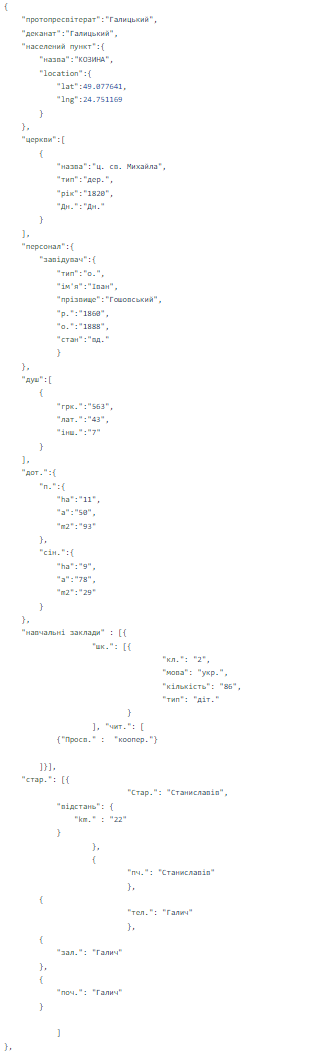 {
"протопресвітерат":"Галицький",
"деканат":"Галицький",
"населений пункт":{
"назва":"КОЗИНА",
"location":{
"lat":49.077641,
"lng":24.751169
}
},
"церкви":[
{
"назва":"ц. св. Михайла",
"тип":"дер.",
"рік":"1820",
"Дн.":"Дн."
}
],
"персонал":{
"завідувач":{
"тип":"о.",
"ім'я":"Іван",
"прізвище":"Гошовський",
"р.":"1860",
"о.":"1888",
"стан":"вд."
}
},
"душ":[
{
"грк.":"563",
"лат.":"43",
"інш.":"7"
}
],
"дот.":{
"п.":{
"ha":"11",
"a":"50",
"m2":"93"
},
"сін.":{
"ha":"9",
"a":"78",
"m2":"29"
}
},
"навчальні заклади" : [{
"шк.": [{
"кл.": "2",
"мова": "укр.",
"кількість": "86",
"тип": "діт."
}
], "чит.": [
{"Просв." : "коопер."}
]}],
"стар.": [{
"Стар.": "Станиславів",
"відстань": {
"km." : "22"
}
},
{
"пч.": "Станиславів"
},
{
"тел.": "Галич"
},
{
"зал.": "Галич"
},
{
"поч.": "Галич"
}
]
},